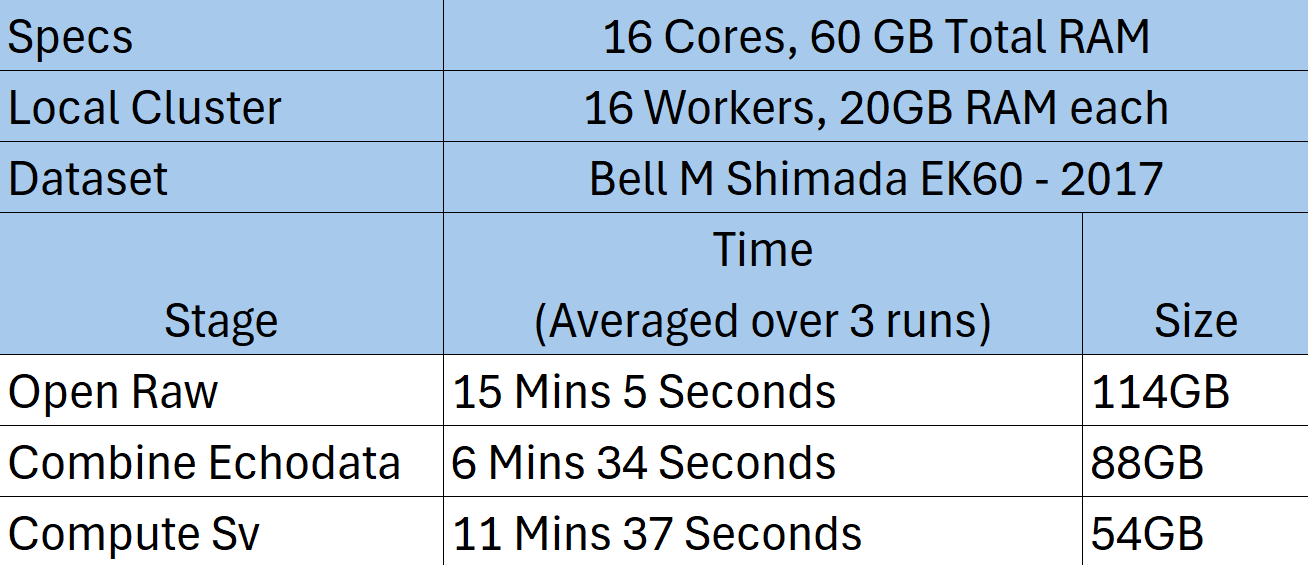 Specs 16 Cores, 60 GB Total RAM
Local Cluster 16 Workers, 20GB RAM each
Dataset Bell M Shimada EK60 - 2017
Time
Stage (Averaged over 3 runs) Size
Open Raw 15 Mins 5 Seconds 114GB
Combine Echodata 6 Mins 34 Seconds 88GB
Compute Sv 11 Mins 37 Seconds 54GB